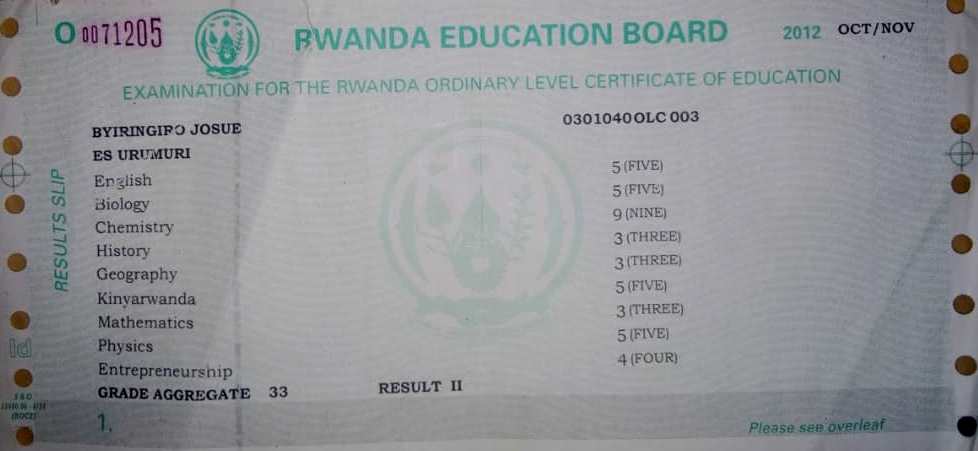 O 0071205
RWANDA EDUCATION BOARD
2012 OCT/NOV
EXAMINATION FOR THE RWANDA ORDINARY LEVEL CERTIFICATE OF EDUCATION
BYIRINGIRO JOSUE 0301040OLC 003
ES URUMURI
English 5 (FIVE)
Biology 5 (FIVE)
Chemistry 9 (NINE)
History 3 (THREE)
Geography 3 (THREE)
Kinyarwanda 5 (FIVE)
Mathematics 3 (THREE)
Physics 5 (FIVE)
Entrepreneurship 4 (FOUR)
GRADE AGGREGATE 33 RESULT II
1.
Please see overleaf
RESULTS SLIP